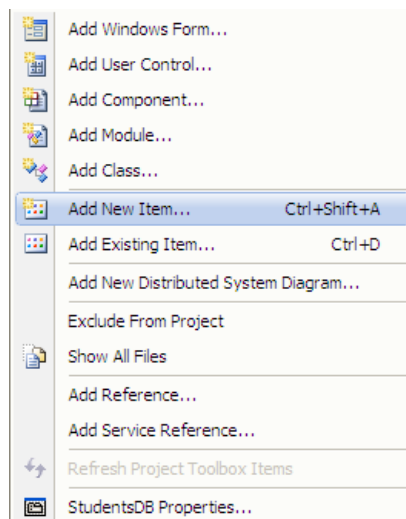 Add Windows Form...
Add User Control...
Add Component...
Add Module...
Add Class...
Add New Item... Ctrl+Shift+A
Add Existing Item... Ctrl+D
Add New Distributed System Diagram...
Exclude From Project
Show All Files
Add Reference...
Add Service Reference...
Refresh Project Toolbox Items
StudentsDB Properties...